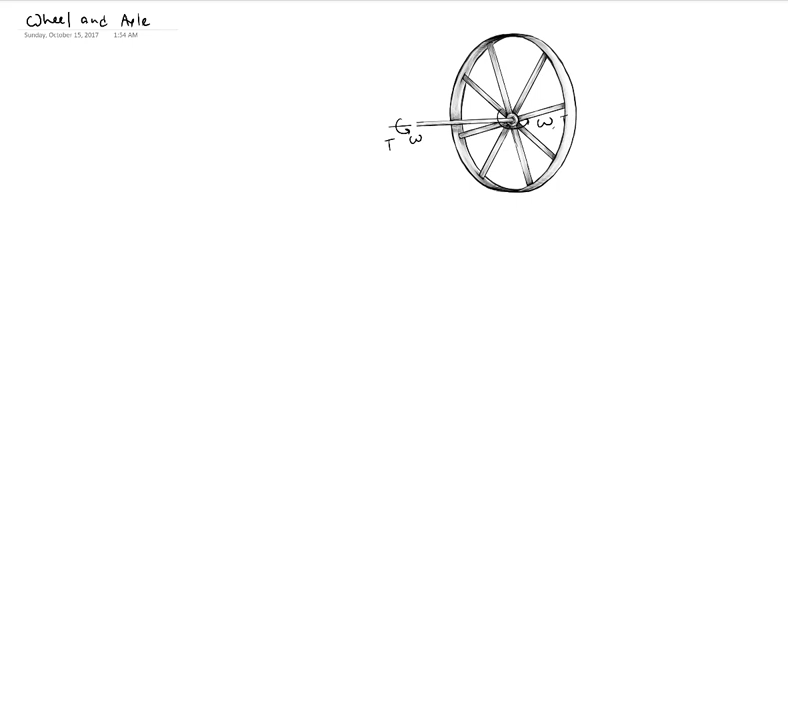 Wheel and Axle
Sunday, October 15, 2017 1:54 AM
ω, T
T ω